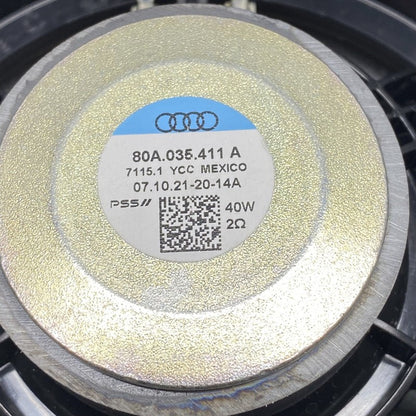 80A.035.411 A
7115.1 YCC MEXICO
07.10.21-20-14A
PSS//
40W
2Ω